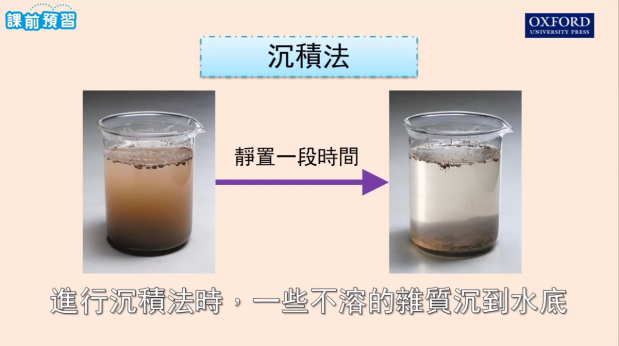 課前預習
OXFORD
UNIVERSITY PRESS
沉積法
靜置一段時間
進行沉積法時，一些不溶的雜質沉到水底